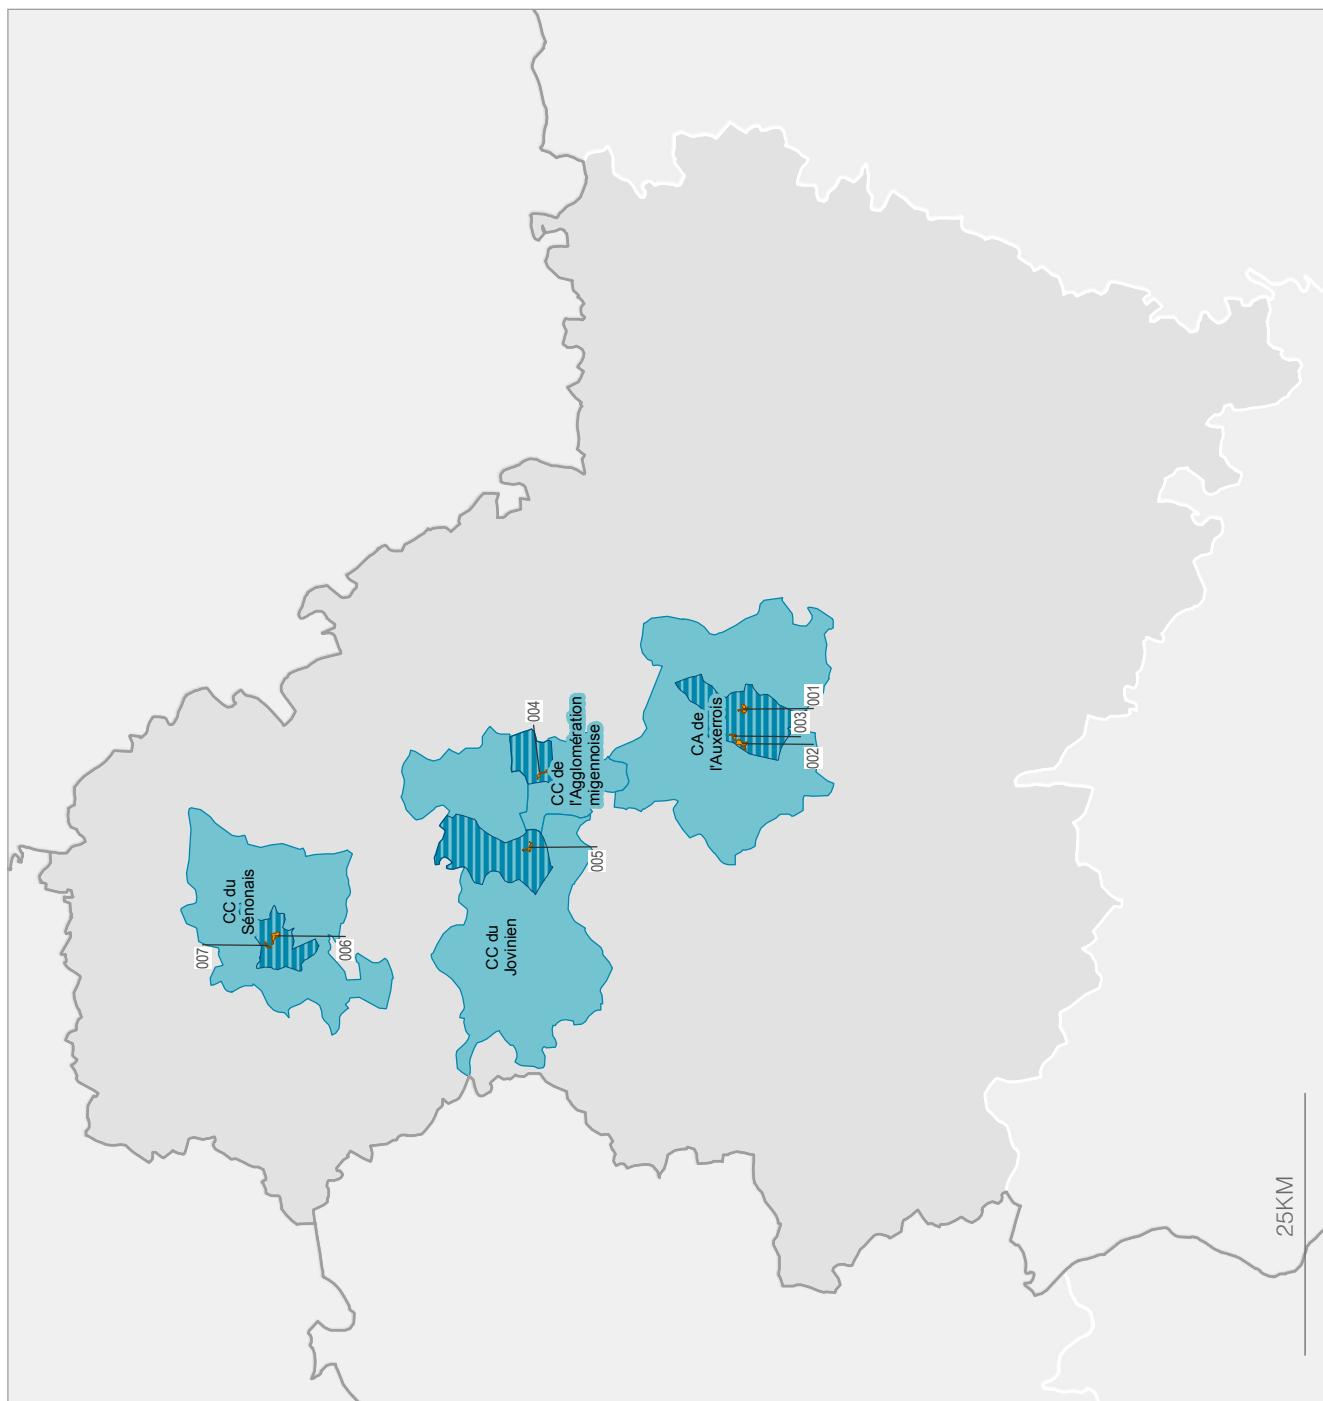 007
CC du
Sénonais
006
004
CC de
l'Agglomération
migennoise
005
CC du
Jovinien
CA de
l'Auxerrois
001
003
002
25KM